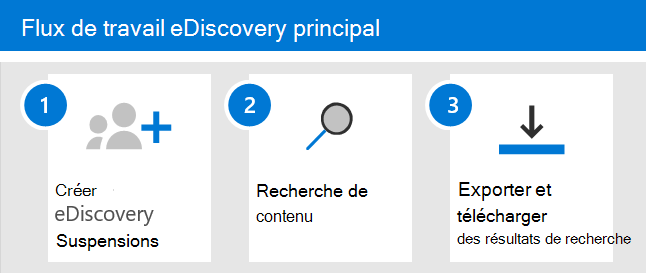 Flux de travail eDiscovery principal
1
2
3
Créer
eDiscovery
Suspensions
Recherche de
contenu
Exporter et
télécharger
des résultats de recherche